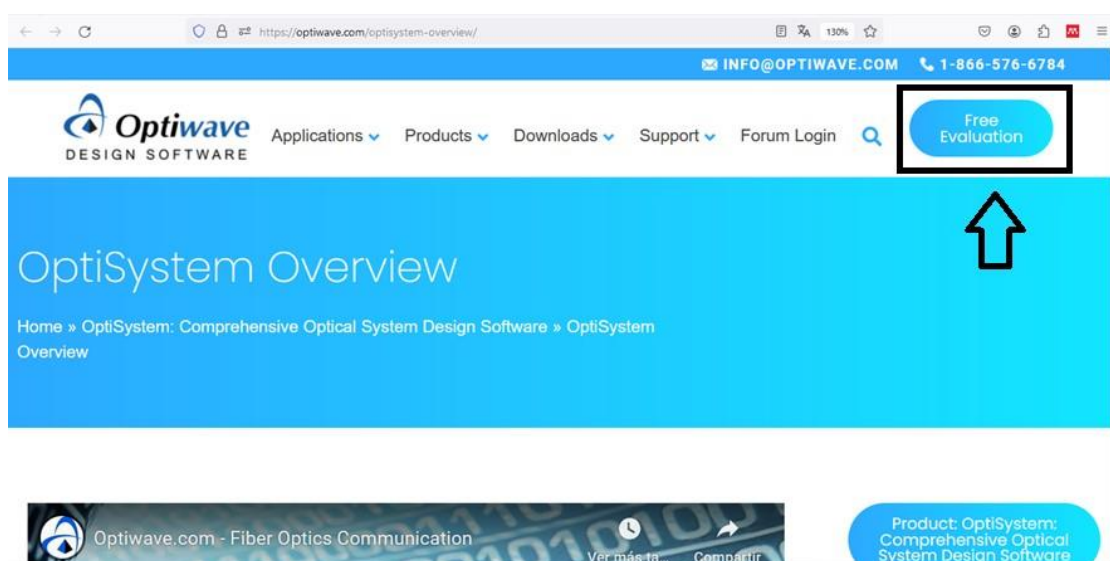 https://optiwave.com/optisystem-overview/
130%
INFO@OPTIWAVE.COM 1-866-576-6784
Optiwave
DESIGN SOFTWARE
Applications Products Downloads Support Forum Login
Free
Evaluation
OptiSystem Overview
Home » OptiSystem: Comprehensive Optical System Design Software » OptiSystem
Overview
Optiwave.com - Fiber Optics Communication
Ver más ta... Compartir
Product: OptiSystem:
Comprehensive Optical
System Design Software